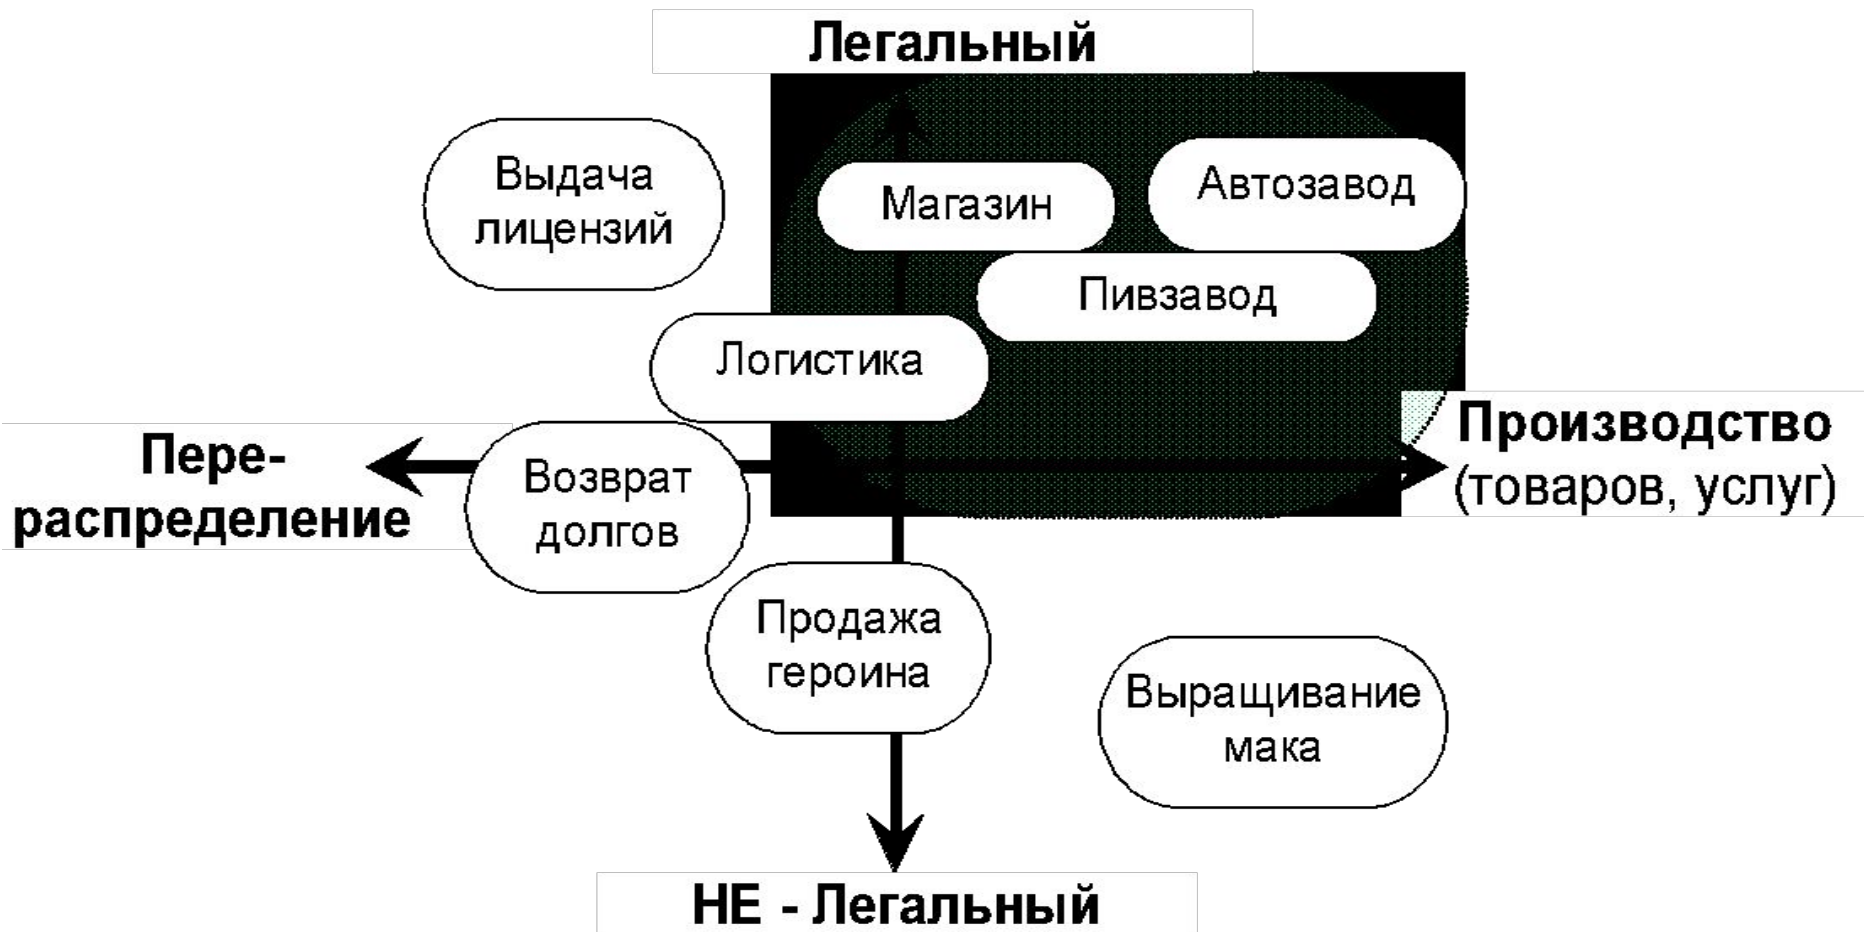 Легальный
Выдача
лицензий
Магазин
Автозавод
Пивзавод
Логистика
Пере-
распределение
Возврат
долгов
Производство
(товаров, услуг)
Продажа
героина
Выращивание
мака
НЕ - Легальный